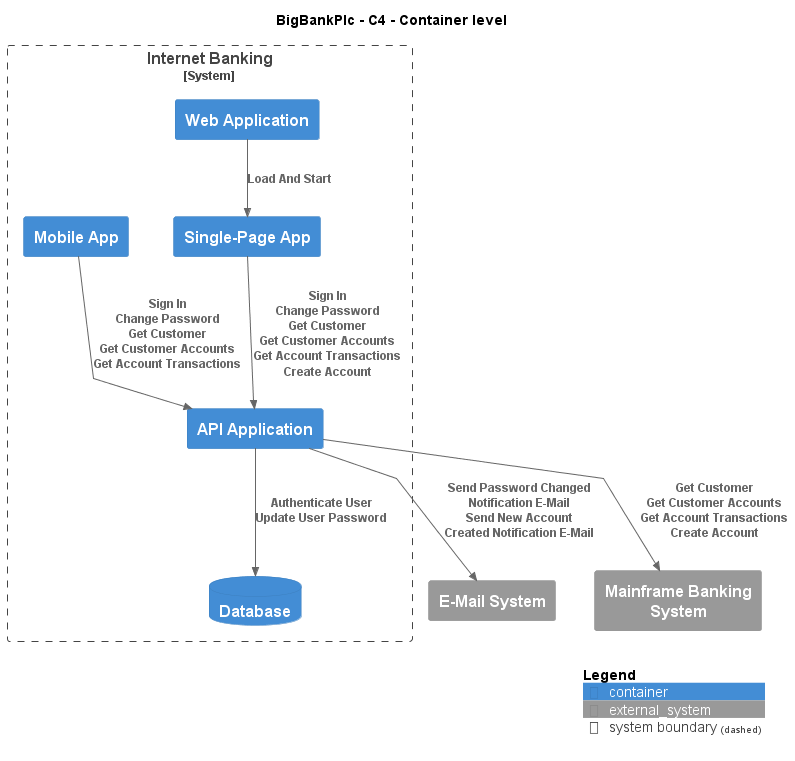 BigBankPlc - C4 - Container level
Internet Banking
[System]
Web Application
Load And Start
Mobile App
Single-Page App
Sign In
Change Password
Get Customer
Get Customer Accounts
Get Account Transactions
Sign In
Change Password
Get Customer
Get Customer Accounts
Get Account Transactions
Create Account
API Application
Authenticate User
Update User Password
Send Password Changed
Notification E-Mail
Send New Account
Created Notification E-Mail
Get Customer
Get Customer Accounts
Get Account Transactions
Create Account
Database
E-Mail System
Mainframe Banking
System
Legend
container
external_system
system boundary (dashed)